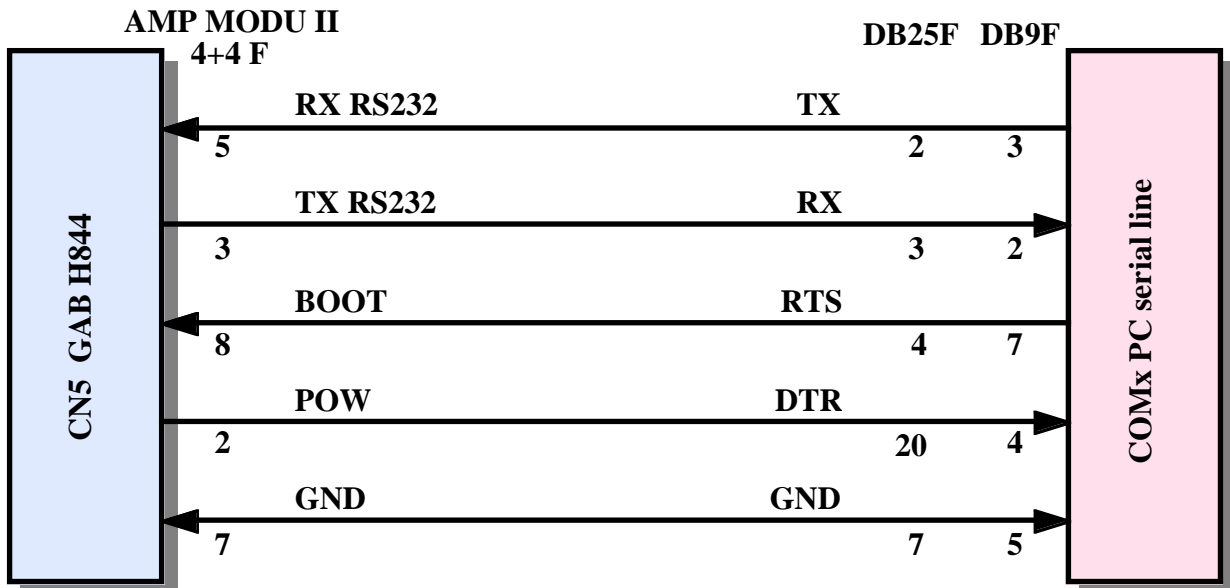 AMP MODU II
4+4 F
DB25F DB9F
RX RS232 TX
5 2 3
TX RS232 RX
3 3 2
BOOT RTS
8 4 7
POW DTR
2 20 4
GND GND
7 7 5
CN5 GAB H844
COMx PC serial line